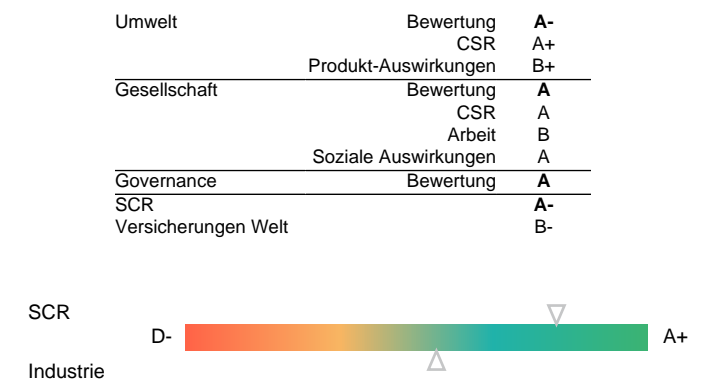 Umwelt Bewertung A-
CSR A+
Produkt-Auswirkungen B+
Gesellschaft Bewertung A
CSR A
Arbeit B
Soziale Auswirkungen A
Governance Bewertung A
SCR A-
Versicherungen Welt B-
SCR
D- A+
Industrie